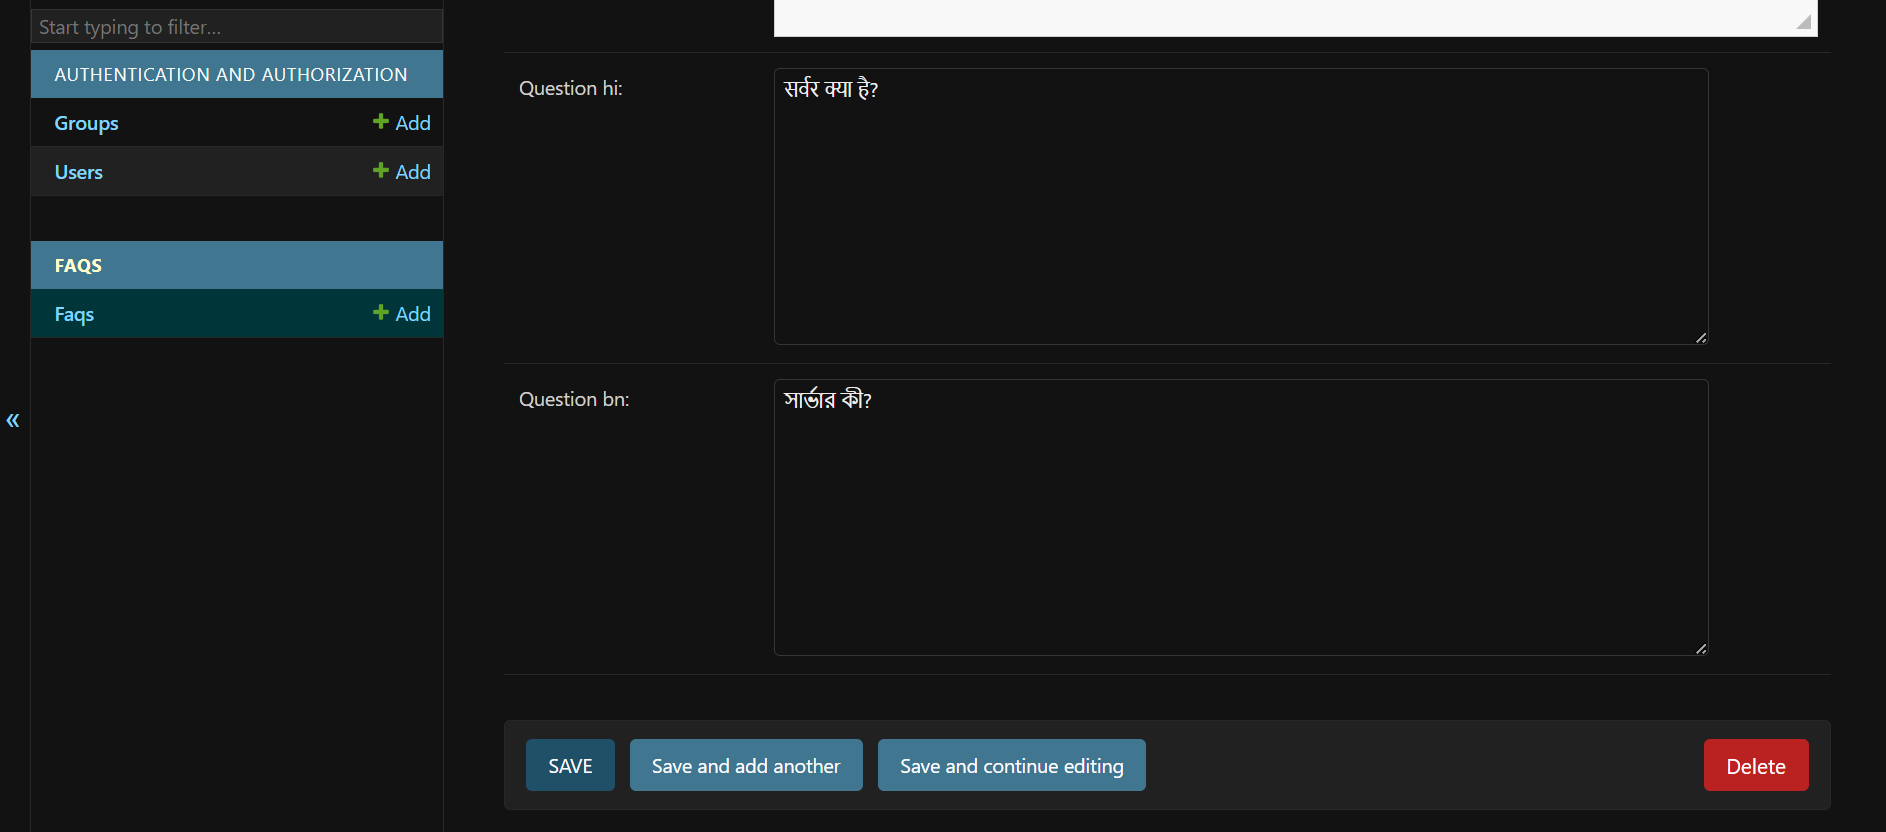 Start typing to filter...
AUTHENTICATION AND AUTHORIZATION
Groups
Add
Users
Add
FAQS
Faqs
Add
«
Question hi:
सर्वर क्या है?
Question bn:
সার্ভার কী?
SAVE
Save and add another
Save and continue editing
Delete